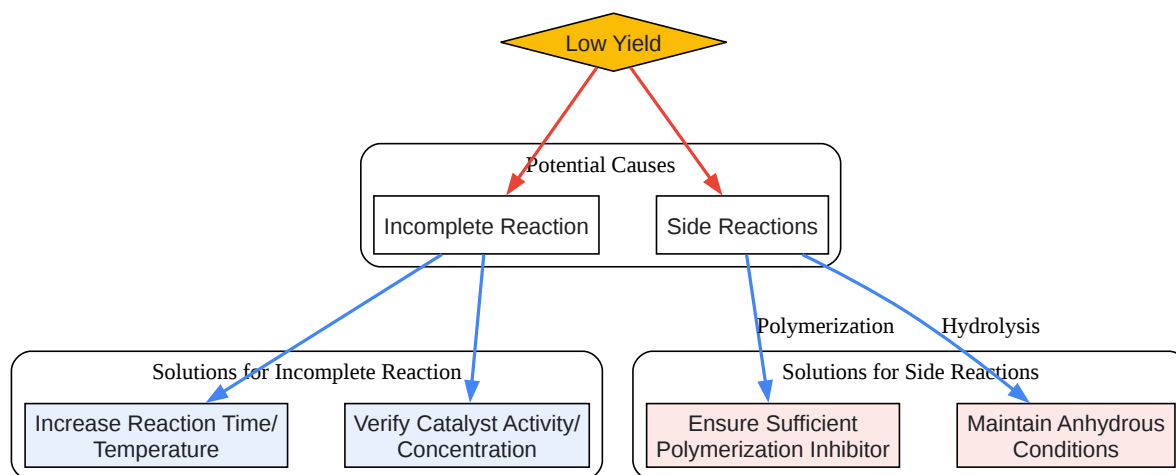 Low Yield
Potential Causes
Incomplete Reaction
Side Reactions
Polymerization
Hydrolysis
Solutions for Incomplete Reaction
Increase Reaction Time/
Temperature
Verify Catalyst Activity/
Concentration
Solutions for Side Reactions
Ensure Sufficient
Polymerization Inhibitor
Maintain Anhydrous
Conditions